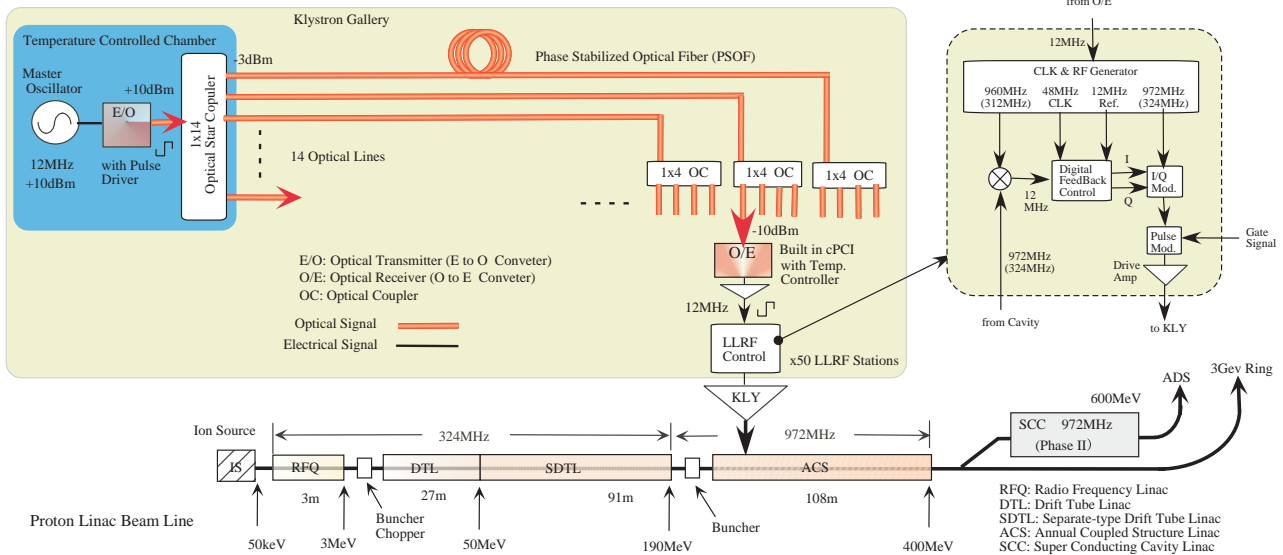 Klystron Gallery
Temperature Controlled Chamber
Master
Oscillator
12MHz
+10dBm
+10dBm
E/O
with Pulse
Driver
1x14
Optical Star Copuler
-3dBm
Phase Stabilized Optical Fiber (PSOF)
14 Optical Lines
1x4 OC
1x4 OC
1x4 OC
-10dBm
O/E
Built in cPCI
with Temp.
Controller
12MHz
LLRF
Control
x50 LLRF Stations
KLY
E/O: Optical Transmitter (E to O Conveter)
O/E: Optical Receiver (O to E Conveter)
OC: Optical Coupler
Optical Signal
Electrical Signal
from O/E
12MHz
CLK & RF Generator
960MHz
(312MHz)
48MHz
CLK
12MHz
Ref.
972MHz
(324MHz)
12
MHz
Digital
FeedBack
Control
I
Q
I/Q
Mod.
Pulse
Mod.
Gate
Signal
Drive
Amp
972MHz
(324MHz)
from Cavity
to KLY
Ion Source
324MHz
972MHz
IS
RFQ
DTL
SDTL
ACS
3m
27m
91m
108m
Buncher
Chopper
Buncher
Proton Linac Beam Line
50keV
3MeV
50MeV
190MeV
400MeV
600MeV
ADS
3Gev Ring
SCC 972MHz
(Phase II)
RFQ: Radio Frequency Linac
DTL: Drift Tube Linac
SDTL: Separate-type Drift Tube Linac
ACS: Annual Coupled Structure Linac
SCC: Super Conducting Cavity Linac